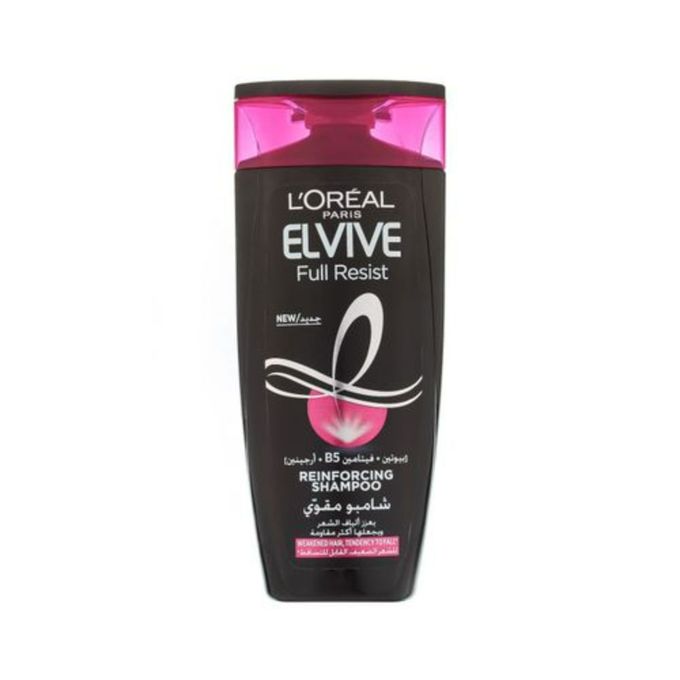 L'ORÉAL
PARIS
ELVIVE
Full Resist
NEW/جديد
[بيوتين + فيتامين B5 + أرجينين]
REINFORCING
SHAMPOO
شامبو مقوّي
يعزز ألياف الشعر
ويجعلها أكثر مقاومة
WEAKENED HAIR, TENDENCY TO FALL*
للشعر الضعيف القابل للتساقط*